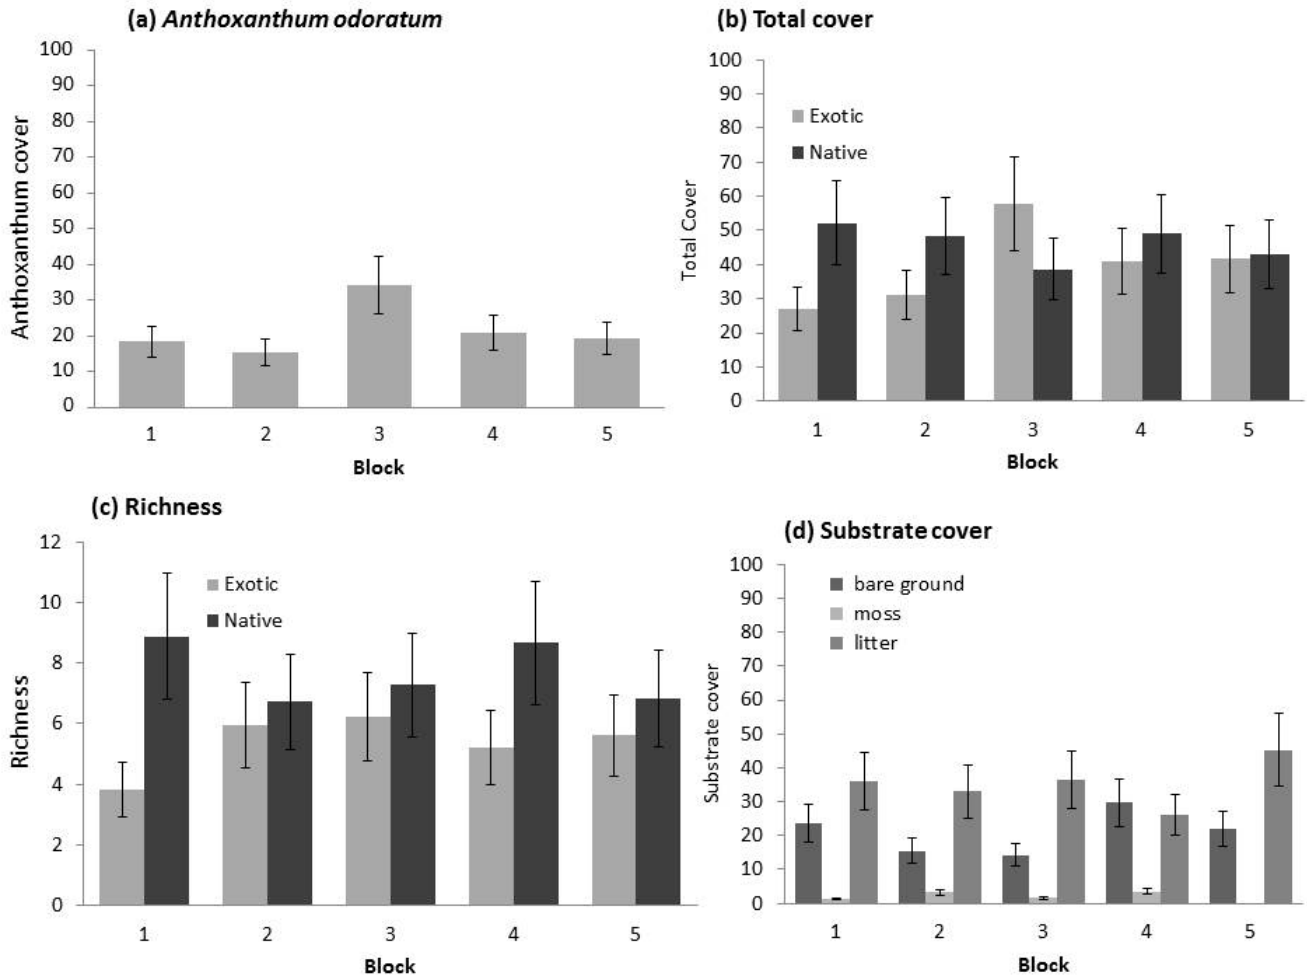 (a) Anthoxanthum odoratum
100
90
80
70
60
50
40
30
20
10
0
Anthoxanthum cover
1 2 3 4 5
Block
(b) Total cover
100
90
80
70
60
50
40
30
20
10
0
Total Cover
Exotic
Native
1 2 3 4 5
Block
(c) Richness
12
10
8
6
4
2
0
Richness
Exotic
Native
1 2 3 4 5
Block
(d) Substrate cover
100
90
80
70
60
50
40
30
20
10
0
Substrate cover
bare ground
moss
litter
1 2 3 4 5
Block